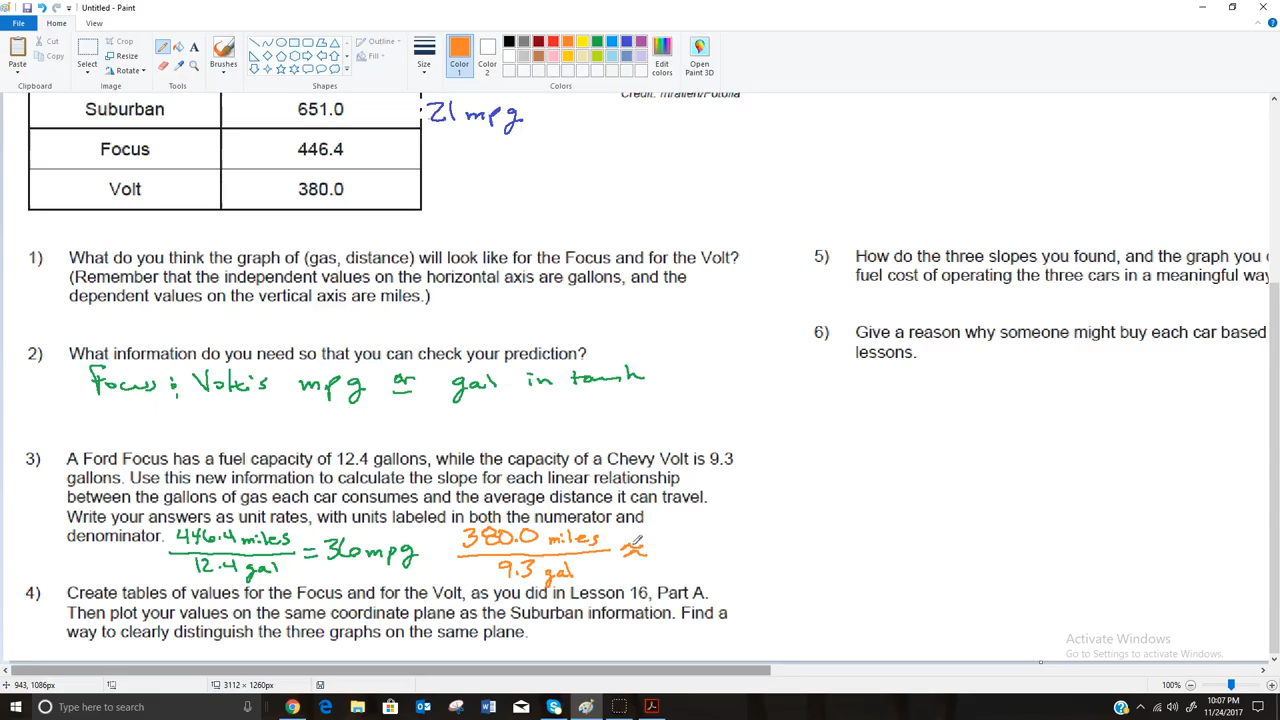 Untitled - Paint
File Home View
Cut
Copy
Paste
Clipboard
Crop
Resize
Rotate
Select
Image
A
Tools
Brushes
Shapes
Outline
Fill
Size
Color 1
Color 2
Edit colors
Colors
Open Paint 3D
Suburban 651.0 21 mpg
Focus 446.4
Volt 380.0
1) What do you think the graph of (gas, distance) will look like for the Focus and for the Volt?
(Remember that the independent values on the horizontal axis are gallons, and the
dependent values on the vertical axis are miles.)
2) What information do you need so that you can check your prediction?
Focus & Volt's mpg or gal in tank
3) A Ford Focus has a fuel capacity of 12.4 gallons, while the capacity of a Chevy Volt is 9.3
gallons. Use this new information to calculate the slope for each linear relationship
between the gallons of gas each car consumes and the average distance it can travel.
Write your answers as unit rates, with units labeled in both the numerator and
denominator.
446.4 miles
12.4 gal
= 36 mpg
380.0 miles
9.3 gal
≈
4) Create tables of values for the Focus and for the Volt, as you did in Lesson 16, Part A.
Then plot your values on the same coordinate plane as the Suburban information. Find a
way to clearly distinguish the three graphs on the same plane.
5) How do the three slopes you found, and the graph you
fuel cost of operating the three cars in a meaningful way
6) Give a reason why someone might buy each car based
lessons.
Activate Windows
Go to Settings to activate Windows.
943, 1086px
3112 × 1260px
100%
Type here to search
10:07 PM
11/24/2017